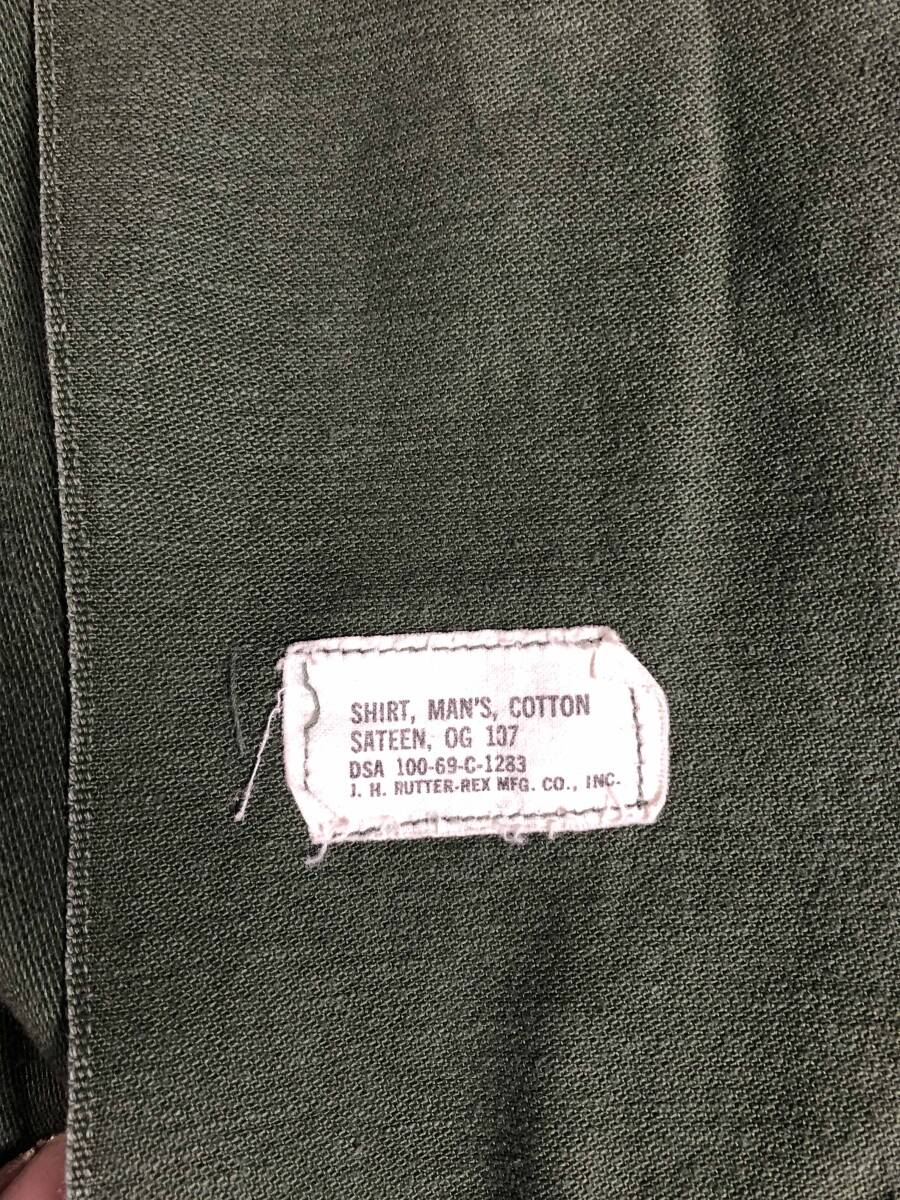 SHIRT, MAN'S, COTTON
SATEEN, OG 107
DSA 100-69-C-1283
J. H. RUTTER-REX MFG. CO., INC.